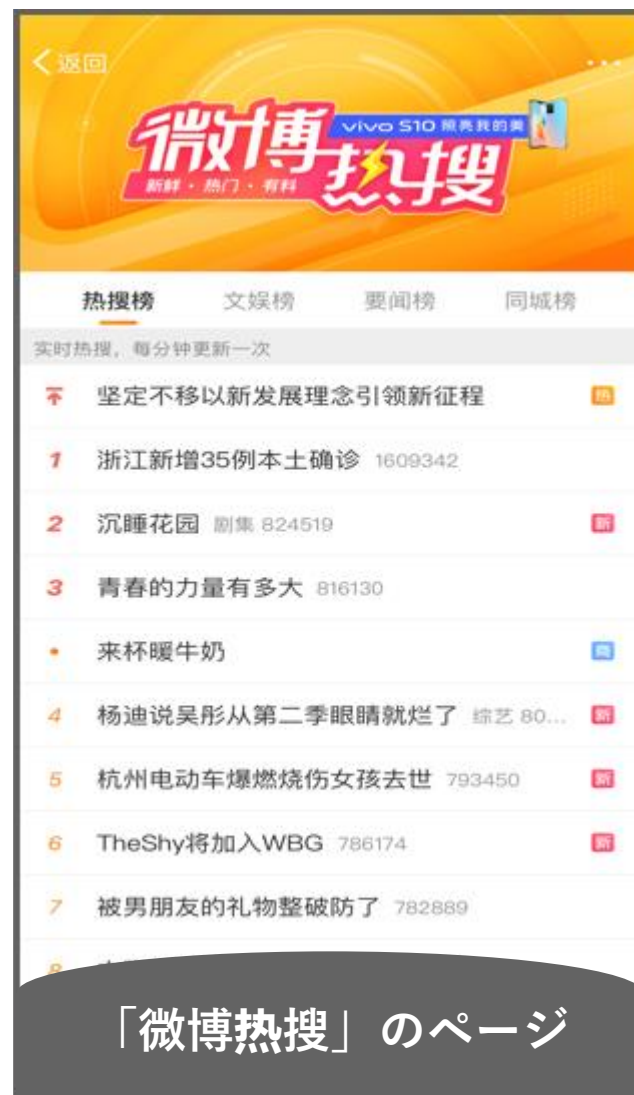 返回
微博热搜
vivo S10 照亮我的美
新鲜·热门·有料
热搜榜 文娱榜 要闻榜 同城榜
实时热搜，每分钟更新一次
坚定不移以新发展理念引领新征程 热
1 浙江新增35例本土确诊 1609342
2 沉睡花园 剧集 824519 新
3 青春的力量有多大 816130
来杯暖牛奶 商
4 杨迪说吴彤从第二季眼睛就烂了 综艺 80... 新
5 杭州电动车爆燃烧伤女孩去世 793450 新
6 TheShy将加入WBG 786174 新
7 被男朋友的礼物整破防了 782889
8
「微博热搜」のページ